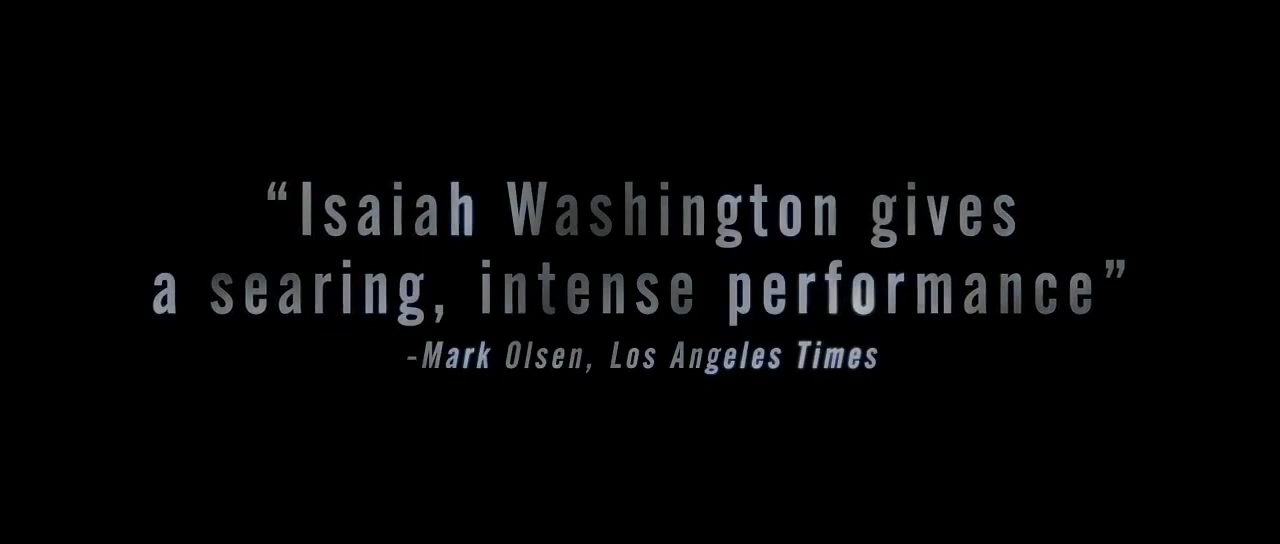 “Isaiah Washington gives
a searing, intense performance”
-Mark Olsen, Los Angeles Times